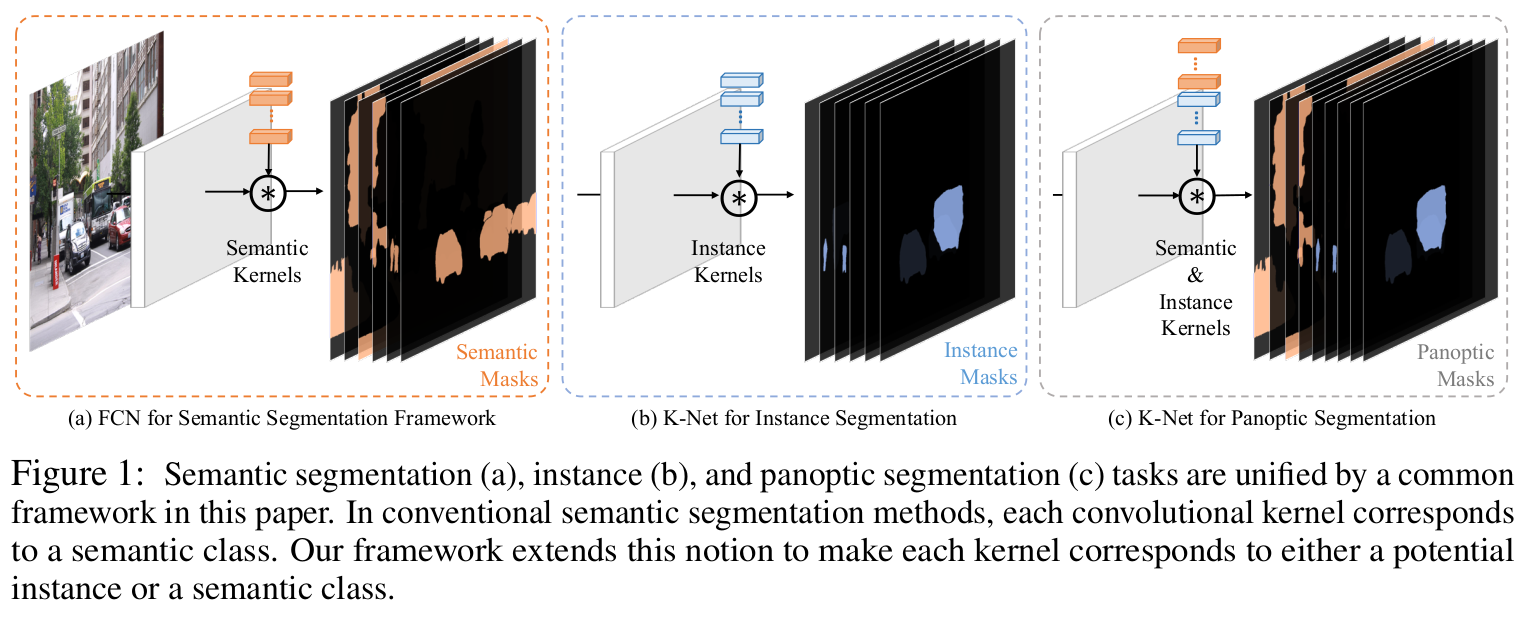 Semantic
Kernels
Semantic
Masks
Instance
Kernels
Instance
Masks
Semantic
&
Instance
Kernels
Panoptic
Masks
(a) FCN for Semantic Segmentation Framework
(b) K-Net for Instance Segmentation
(c) K-Net for Panoptic Segmentation
Figure 1: Semantic segmentation (a), instance (b), and panoptic segmentation (c) tasks are unified by a common
framework in this paper. In conventional semantic segmentation methods, each convolutional kernel corresponds
to a semantic class. Our framework extends this notion to make each kernel corresponds to either a potential
instance or a semantic class.